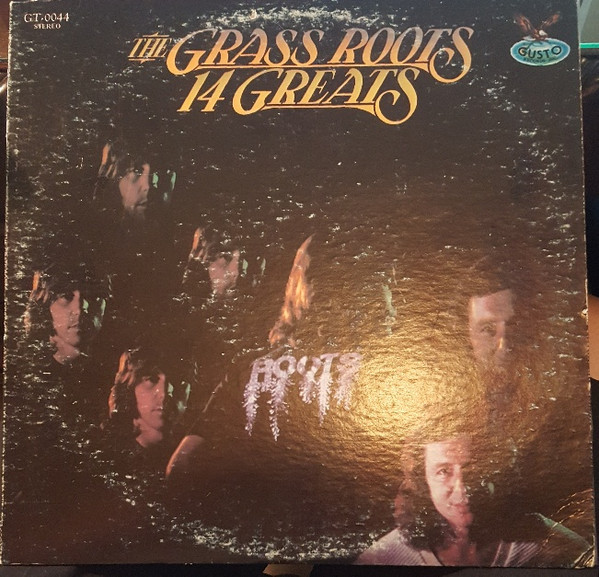 GT-0044
STEREO
THE GRASS ROOTS
14 GREATS
GUSTO
ROOTS